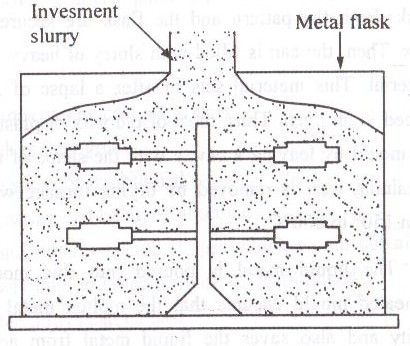 Invesment
slurry
Metal flask